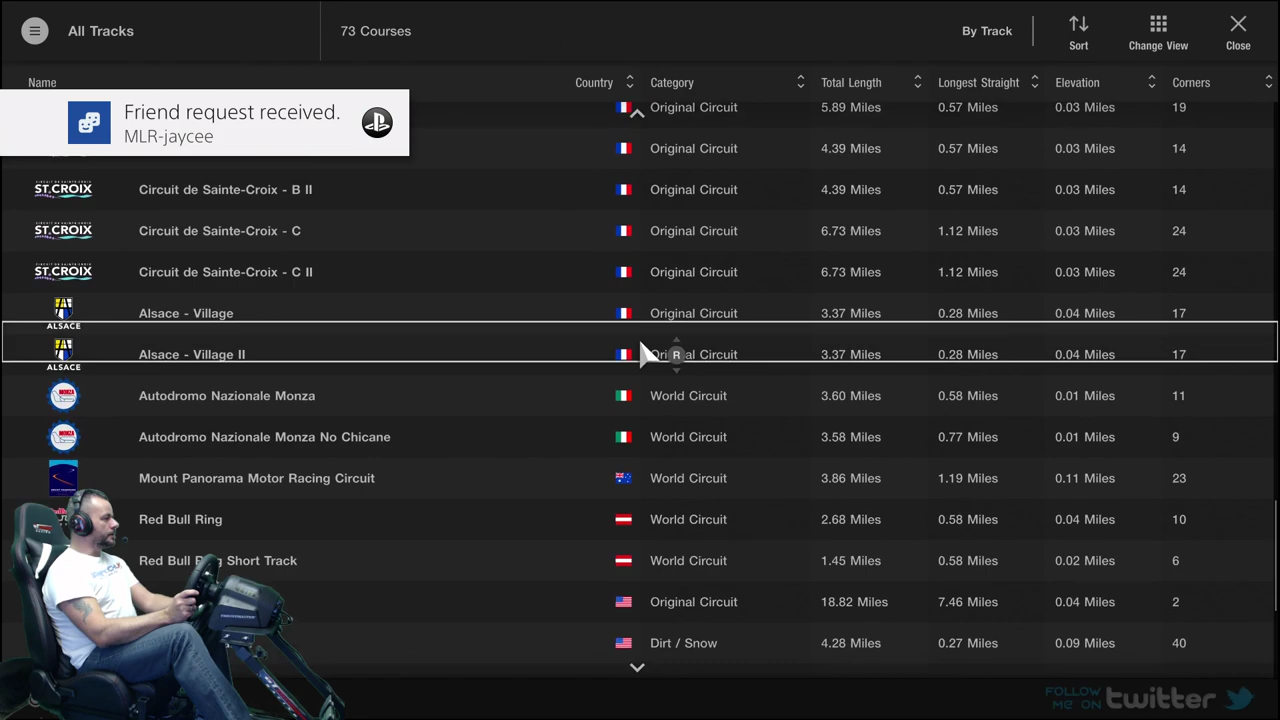 All Tracks
73 Courses
By Track
Sort
Change View
Close
Name
Country
Category
Total Length
Longest Straight
Elevation
Corners
Friend request received.
MLR-jaycee
Original Circuit 5.89 Miles 0.57 Miles 0.03 Miles 19
Original Circuit 4.39 Miles 0.57 Miles 0.03 Miles 14
ST.CROIX Circuit de Sainte-Croix - B II Original Circuit 4.39 Miles 0.57 Miles 0.03 Miles 14
ST.CROIX Circuit de Sainte-Croix - C Original Circuit 6.73 Miles 1.12 Miles 0.03 Miles 24
ST.CROIX Circuit de Sainte-Croix - C II Original Circuit 6.73 Miles 1.12 Miles 0.03 Miles 24
ALSACE Alsace - Village Original Circuit 3.37 Miles 0.28 Miles 0.04 Miles 17
ALSACE Alsace - Village II R Circuit 3.37 Miles 0.28 Miles 0.04 Miles 17
Autodromo Nazionale Monza World Circuit 3.60 Miles 0.58 Miles 0.01 Miles 11
Autodromo Nazionale Monza No Chicane World Circuit 3.58 Miles 0.77 Miles 0.01 Miles 9
Mount Panorama Motor Racing Circuit World Circuit 3.86 Miles 1.19 Miles 0.11 Miles 23
Red Bull Ring World Circuit 2.68 Miles 0.58 Miles 0.04 Miles 10
Red Bull Ring Short Track World Circuit 1.45 Miles 0.58 Miles 0.02 Miles 6
Original Circuit 18.82 Miles 7.46 Miles 0.04 Miles 2
Dirt / Snow 4.28 Miles 0.27 Miles 0.09 Miles 40
FOLLOW ME ON twitter